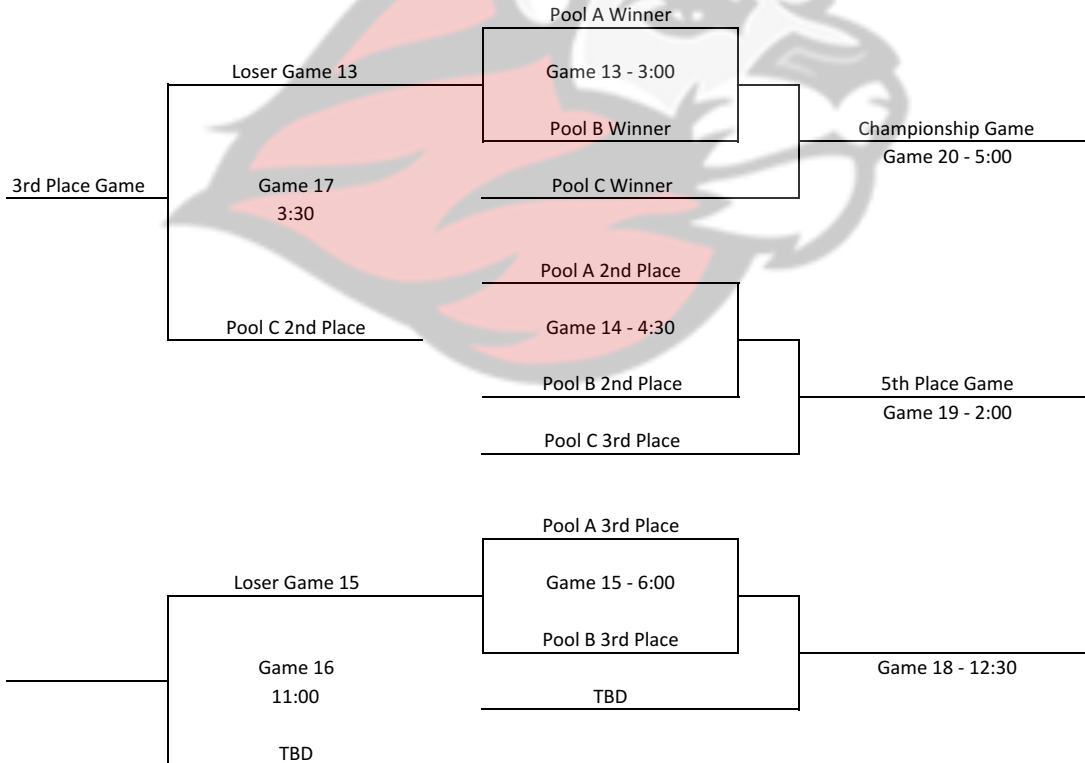 Pool A Winner
Loser Game 13
Game 13 - 3:00
Pool B Winner
Championship Game
Game 20 - 5:00
3rd Place Game
Game 17
Pool C Winner
3:30
Pool A 2nd Place
Pool C 2nd Place
Game 14 - 4:30
Pool B 2nd Place
5th Place Game
Game 19 - 2:00
Pool C 3rd Place
Pool A 3rd Place
Loser Game 15
Game 15 - 6:00
Pool B 3rd Place
Game 16
Game 18 - 12:30
11:00
TBD
TBD